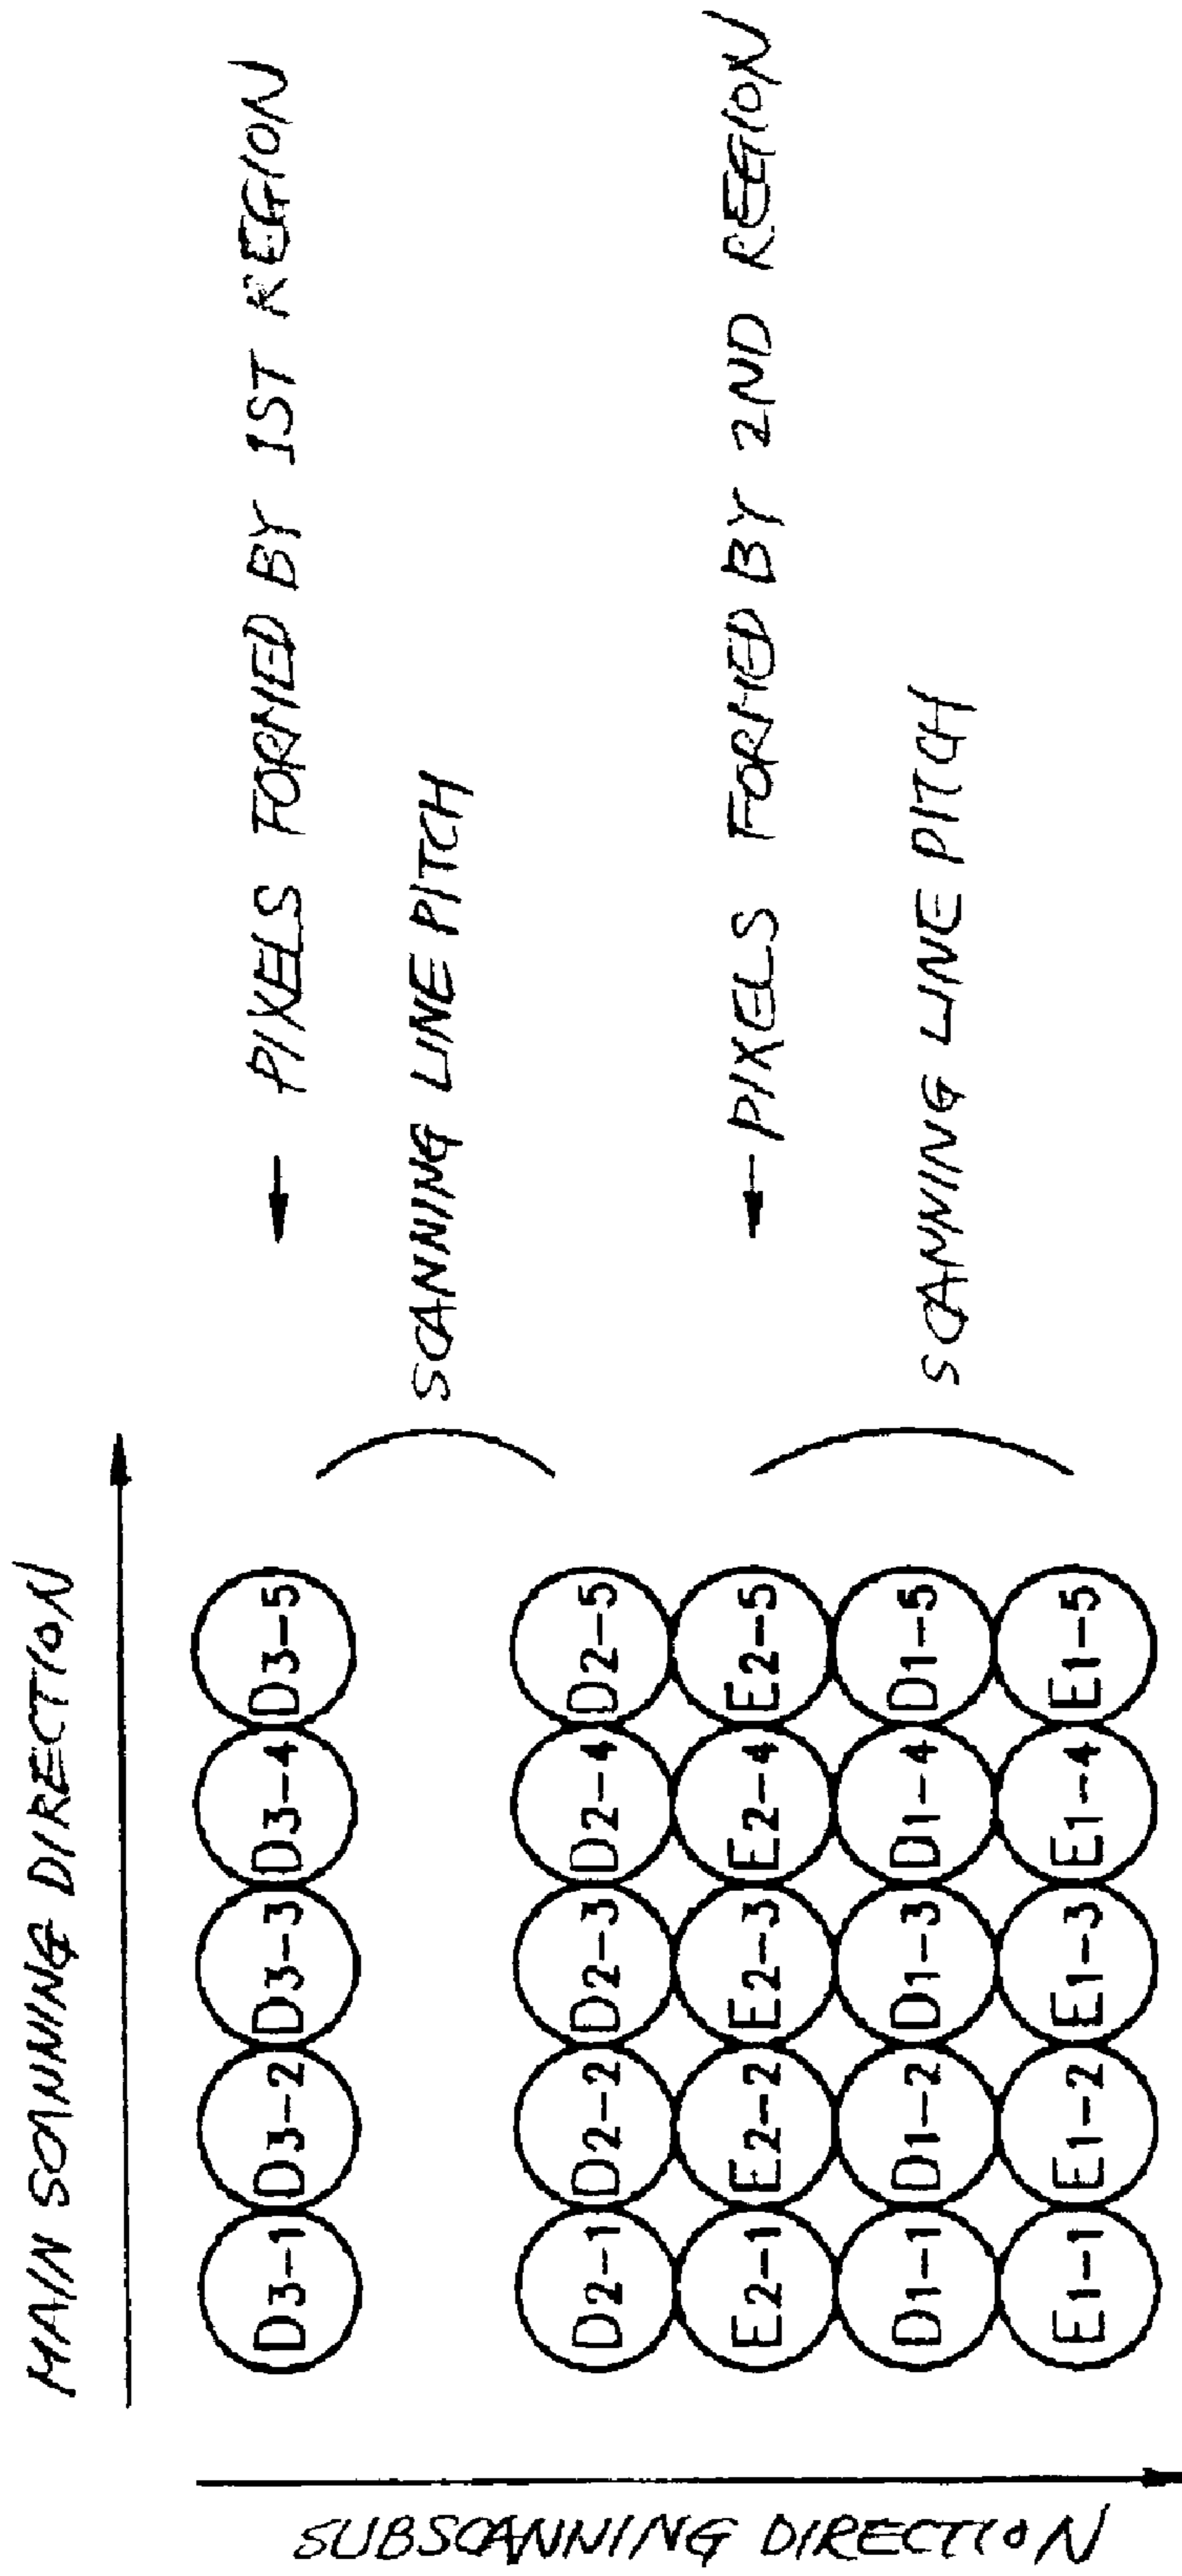 MAIN SCANNING DIRECTION
D3-1 D3-2 D3-3 D3-4 D3-5
← PIXELS FORMED BY 1ST REGION
SCANNING LINE PITCH
D2-1 D2-2 D2-3 D2-4 D2-5
E2-1 E2-2 E2-3 E2-4 E2-5
← PIXELS FORMED BY 2ND REGION
D1-1 D1-2 D1-3 D1-4 D1-5
SCANNING LINE PITCH
E1-1 E1-2 E1-3 E1-4 E1-5
SUBSCANNING DIRECTION